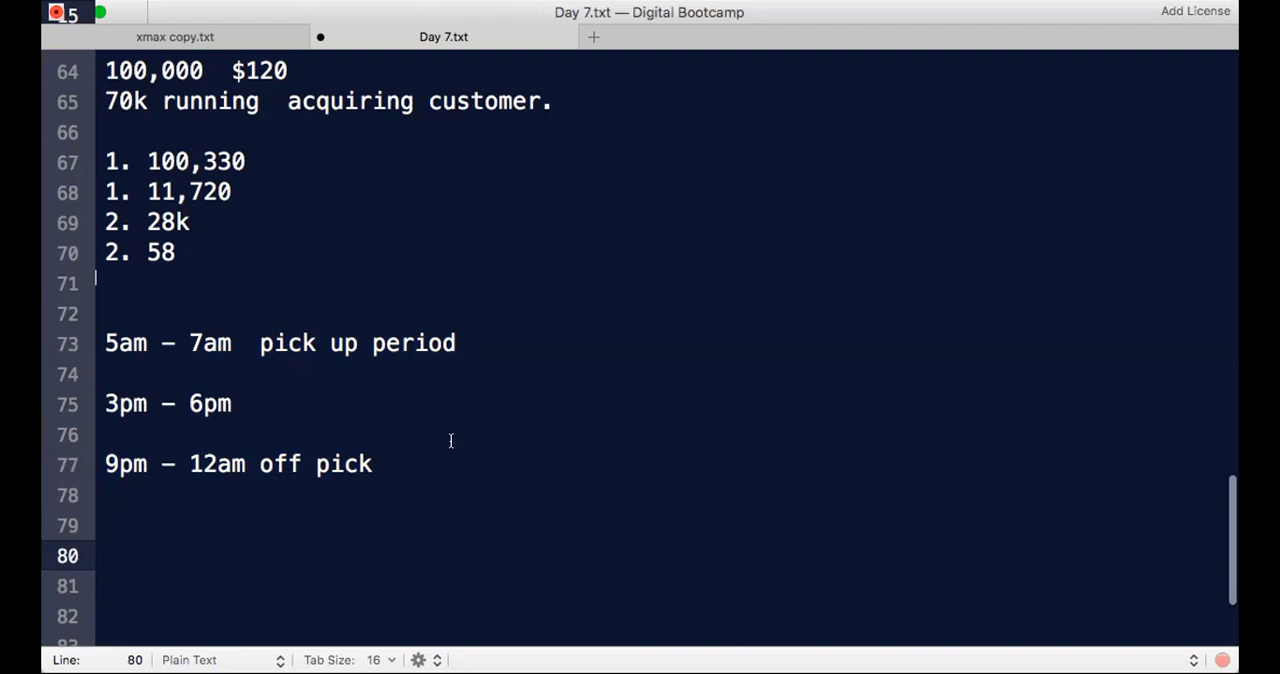 15
Day 7.txt — Digital Bootcamp
Add License
xmax copy.txt
Day 7.txt
64 100,000 $120
65 70k running acquiring customer.
66
67 1. 100,330
68 1. 11,720
69 2. 28k
70 2. 58
71
72
73 5am - 7am pick up period
74
75 3pm - 6pm
76
77 9pm - 12am off pick
78
79
80
81
82
83
Line: 80 Plain Text Tab Size: 16